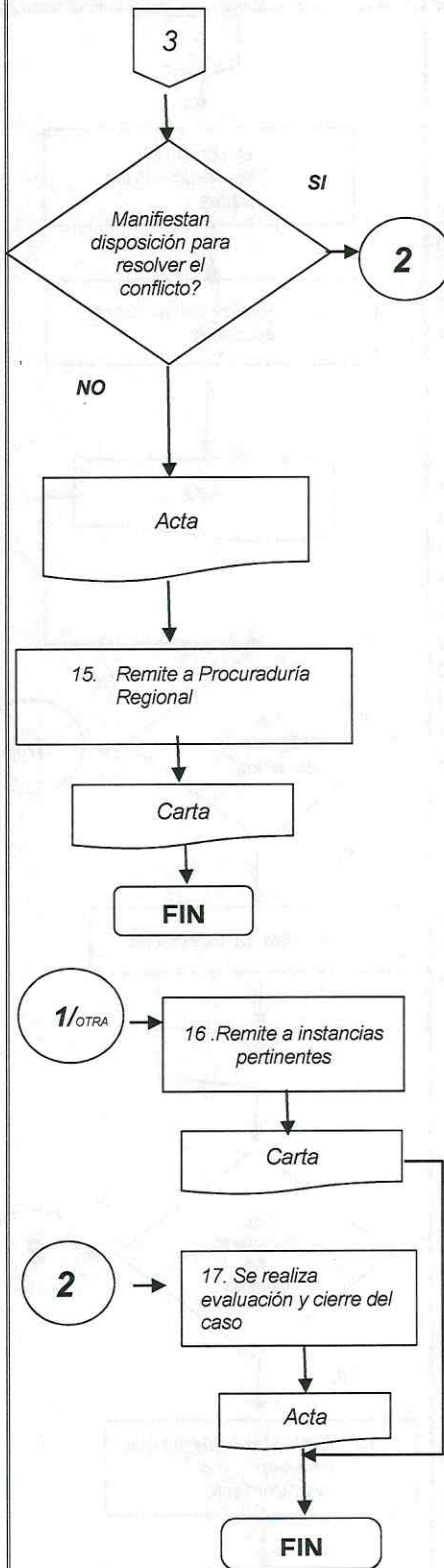 3
SI
Manifiestan
disposición para
resolver el
conflicto?
2
NO
Acta
15. Remite a Procuraduría
Regional
Carta
FIN
1/OTRA
16 .Remite a instancias
pertinentes
Carta
2
17. Se realiza
evaluación y cierre del
caso
Acta
FIN